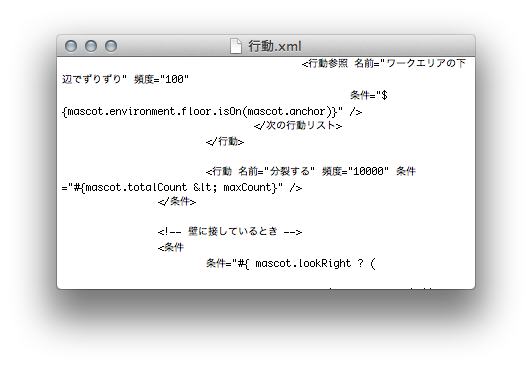 行動.xml
<行動参照 名前="ワークエリアの下
辺でずりずり" 頻度="100"
条件="$
{mascot.environment.floor.isOn(mascot.anchor)}" />
</次の行動リスト>
</行動>
<行動 名前="分裂する" 頻度="10000" 条件
="#{mascot.totalCount &lt; maxCount}" />
</条件>
<!-- 壁に接しているとき -->
<条件
条件="#{ mascot.lookRight ? (